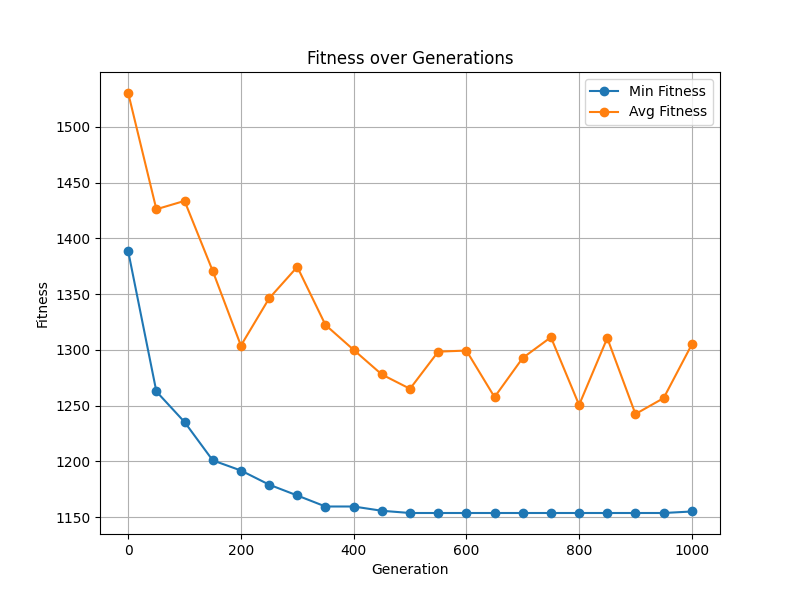 Fitness over Generations
Min Fitness
Avg Fitness
Fitness
1500
1450
1400
1350
1300
1250
1200
1150
0 200 400 600 800 1000
Generation